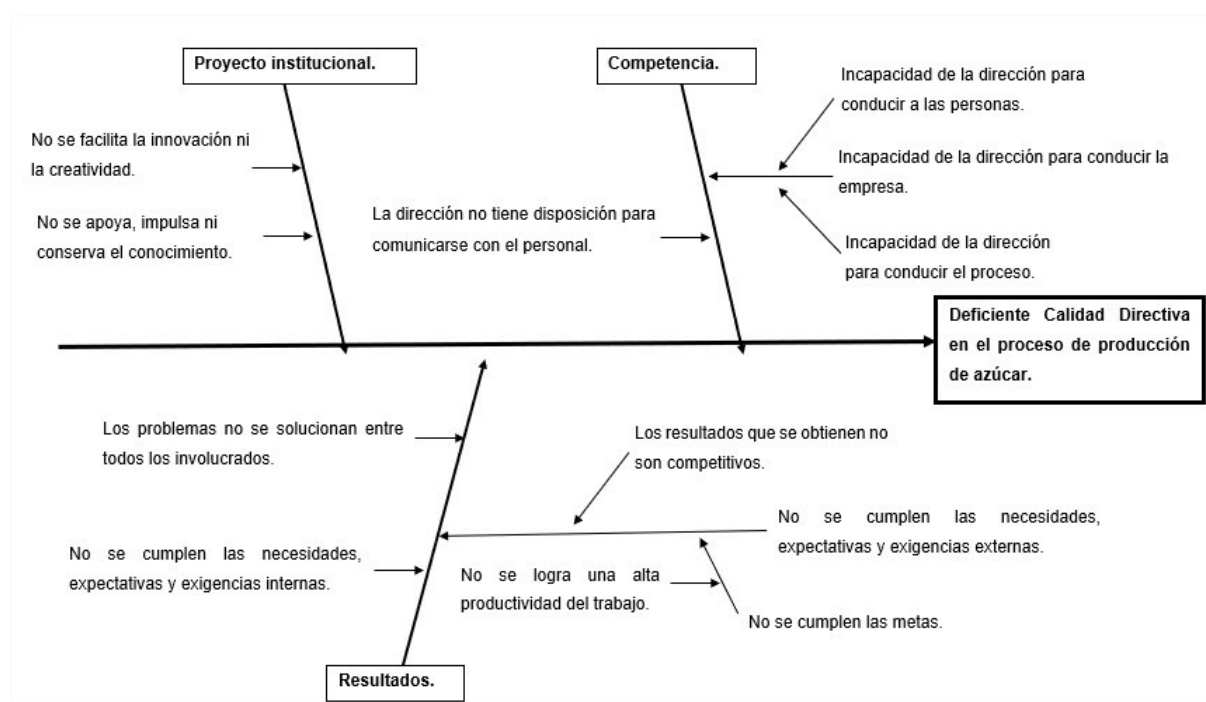 Proyecto institucional.
Competencia.
Incapacidad de la dirección para
conducir a las personas.
No se facilita la innovación ni
la creatividad.
Incapacidad de la dirección para conducir la
empresa.
No se apoya, impulsa ni
conserva el conocimiento.
La dirección no tiene disposición para
comunicarse con el personal.
Incapacidad de la dirección
para conducir el proceso.
Deficiente Calidad Directiva
en el proceso de producción
de azúcar.
Los problemas no se solucionan entre
todos los involucrados.
Los resultados que se obtienen no
son competitivos.
No se cumplen las necesidades,
expectativas y exigencias externas.
No se cumplen las necesidades,
expectativas y exigencias internas.
No se logra una alta
productividad del trabajo.
No se cumplen las metas.
Resultados.